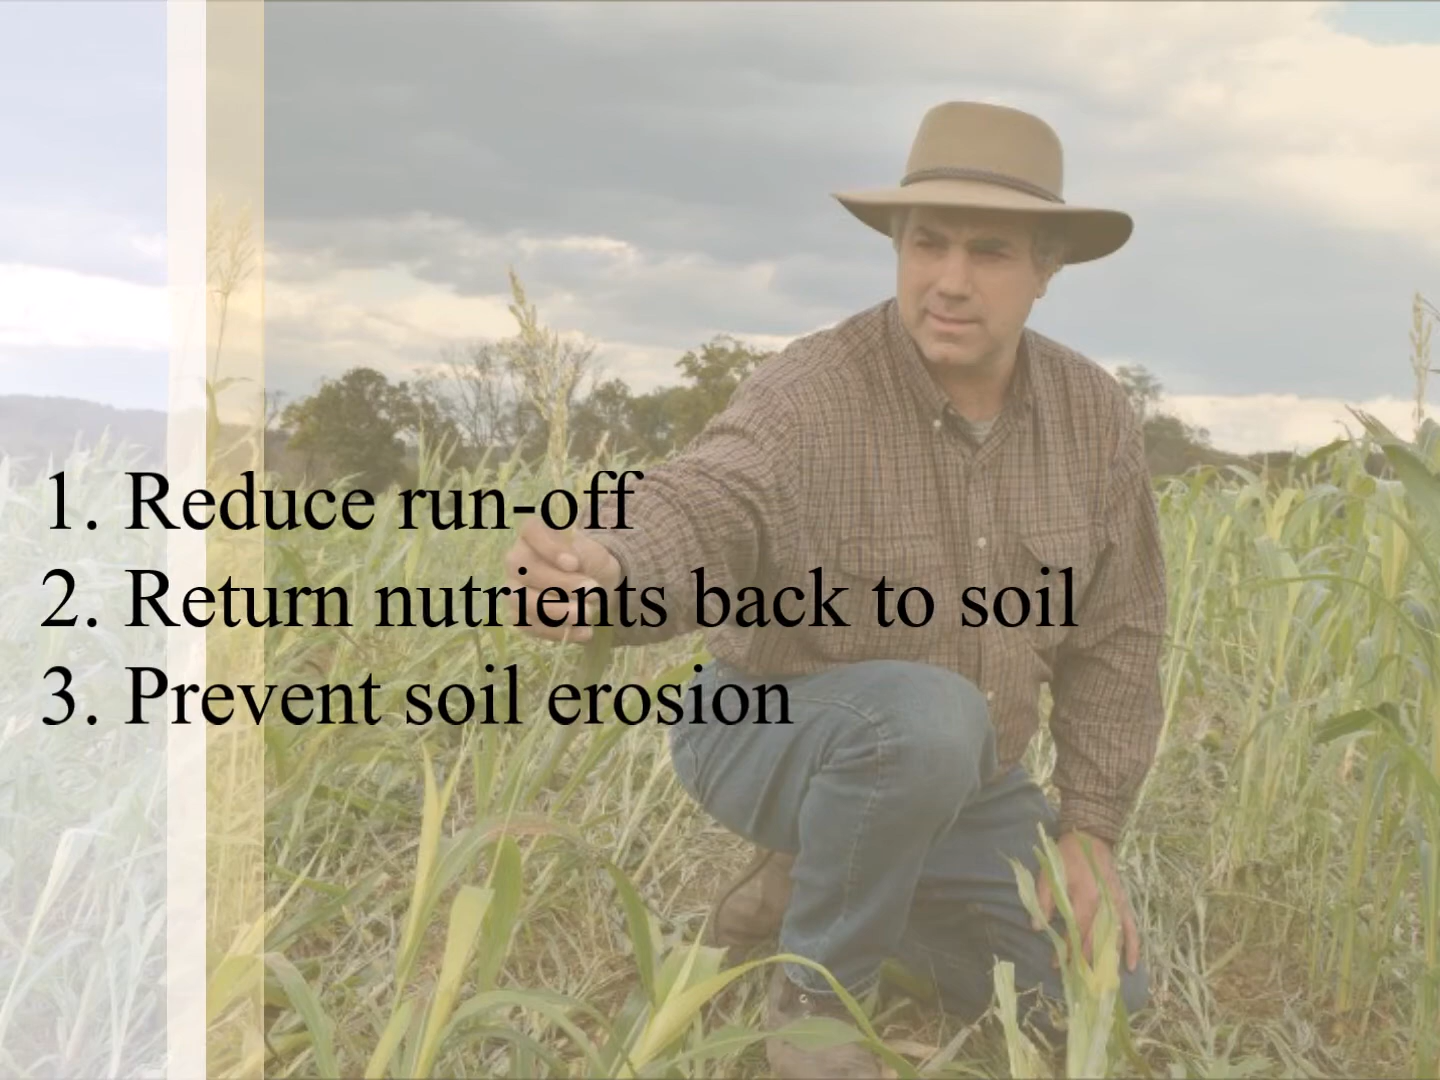 1. Reduce run-off
2. Return nutrients back to soil
3. Prevent soil erosion